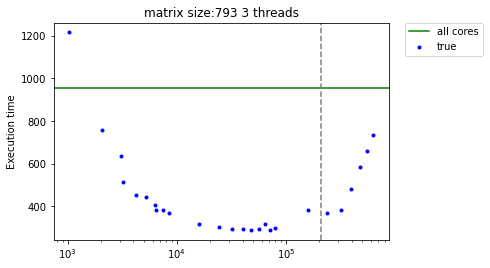 matrix size:793 3 threads
all cores
true
Execution time
1200
1000
800
600
400
10³
10⁴
10⁵